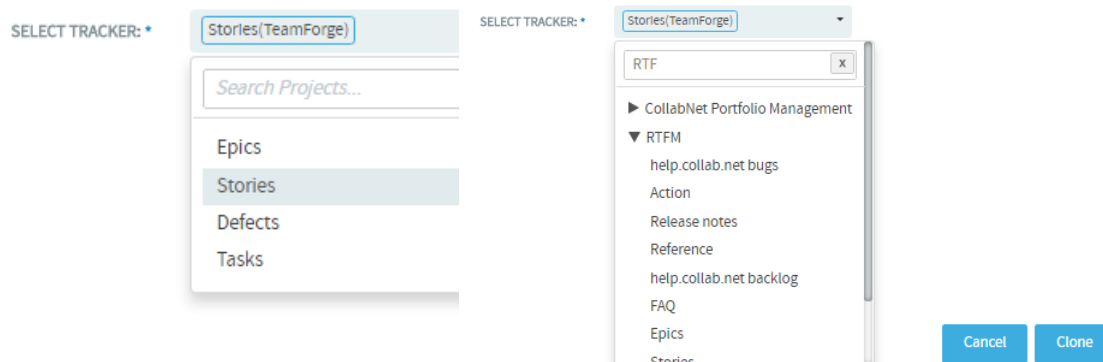 SELECT TRACKER: *
Stories(TeamForge)
Search Projects...
Epics
Stories
Defects
Tasks
SELECT TRACKER: *
Stories(TeamForge)
RTF
X
CollabNet Portfolio Management
RTFM
help.collab.net bugs
Action
Release notes
Reference
help.collab.net backlog
FAQ
Epics
Stories
Cancel
Clone